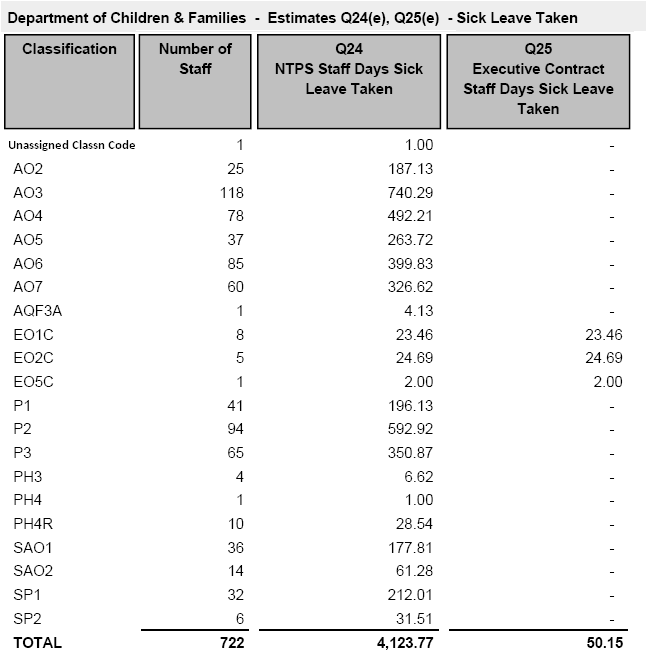 Department of Children & Families - Estimates Q24(e), Q25(e) - Sick Leave Taken
Classification Number of Staff Q24 NTPS Staff Days Sick Leave Taken Q25 Executive Contract Staff Days Sick Leave Taken
Unassigned Classn Code 1 1.00 -
AO2 25 187.13 -
AO3 118 740.29 -
AO4 78 492.21 -
AO5 37 263.72 -
AO6 85 399.83 -
AO7 60 326.62 -
AQF3A 1 4.13 -
EO1C 8 23.46 23.46
EO2C 5 24.69 24.69
EO5C 1 2.00 2.00
P1 41 196.13 -
P2 94 592.92 -
P3 65 350.87 -
PH3 4 6.62 -
PH4 1 1.00 -
PH4R 10 28.54 -
SAO1 36 177.81 -
SAO2 14 61.28 -
SP1 32 212.01 -
SP2 6 31.51 -
TOTAL 722 4,123.77 50.15